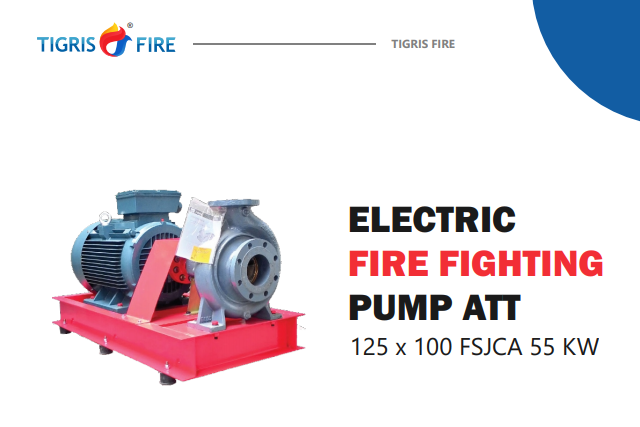 TIGRIS FIRE ®
TIGRIS FIRE
ELECTRIC
FIRE FIGHTING
PUMP ATT
125 x 100 FSJCA 55 KW